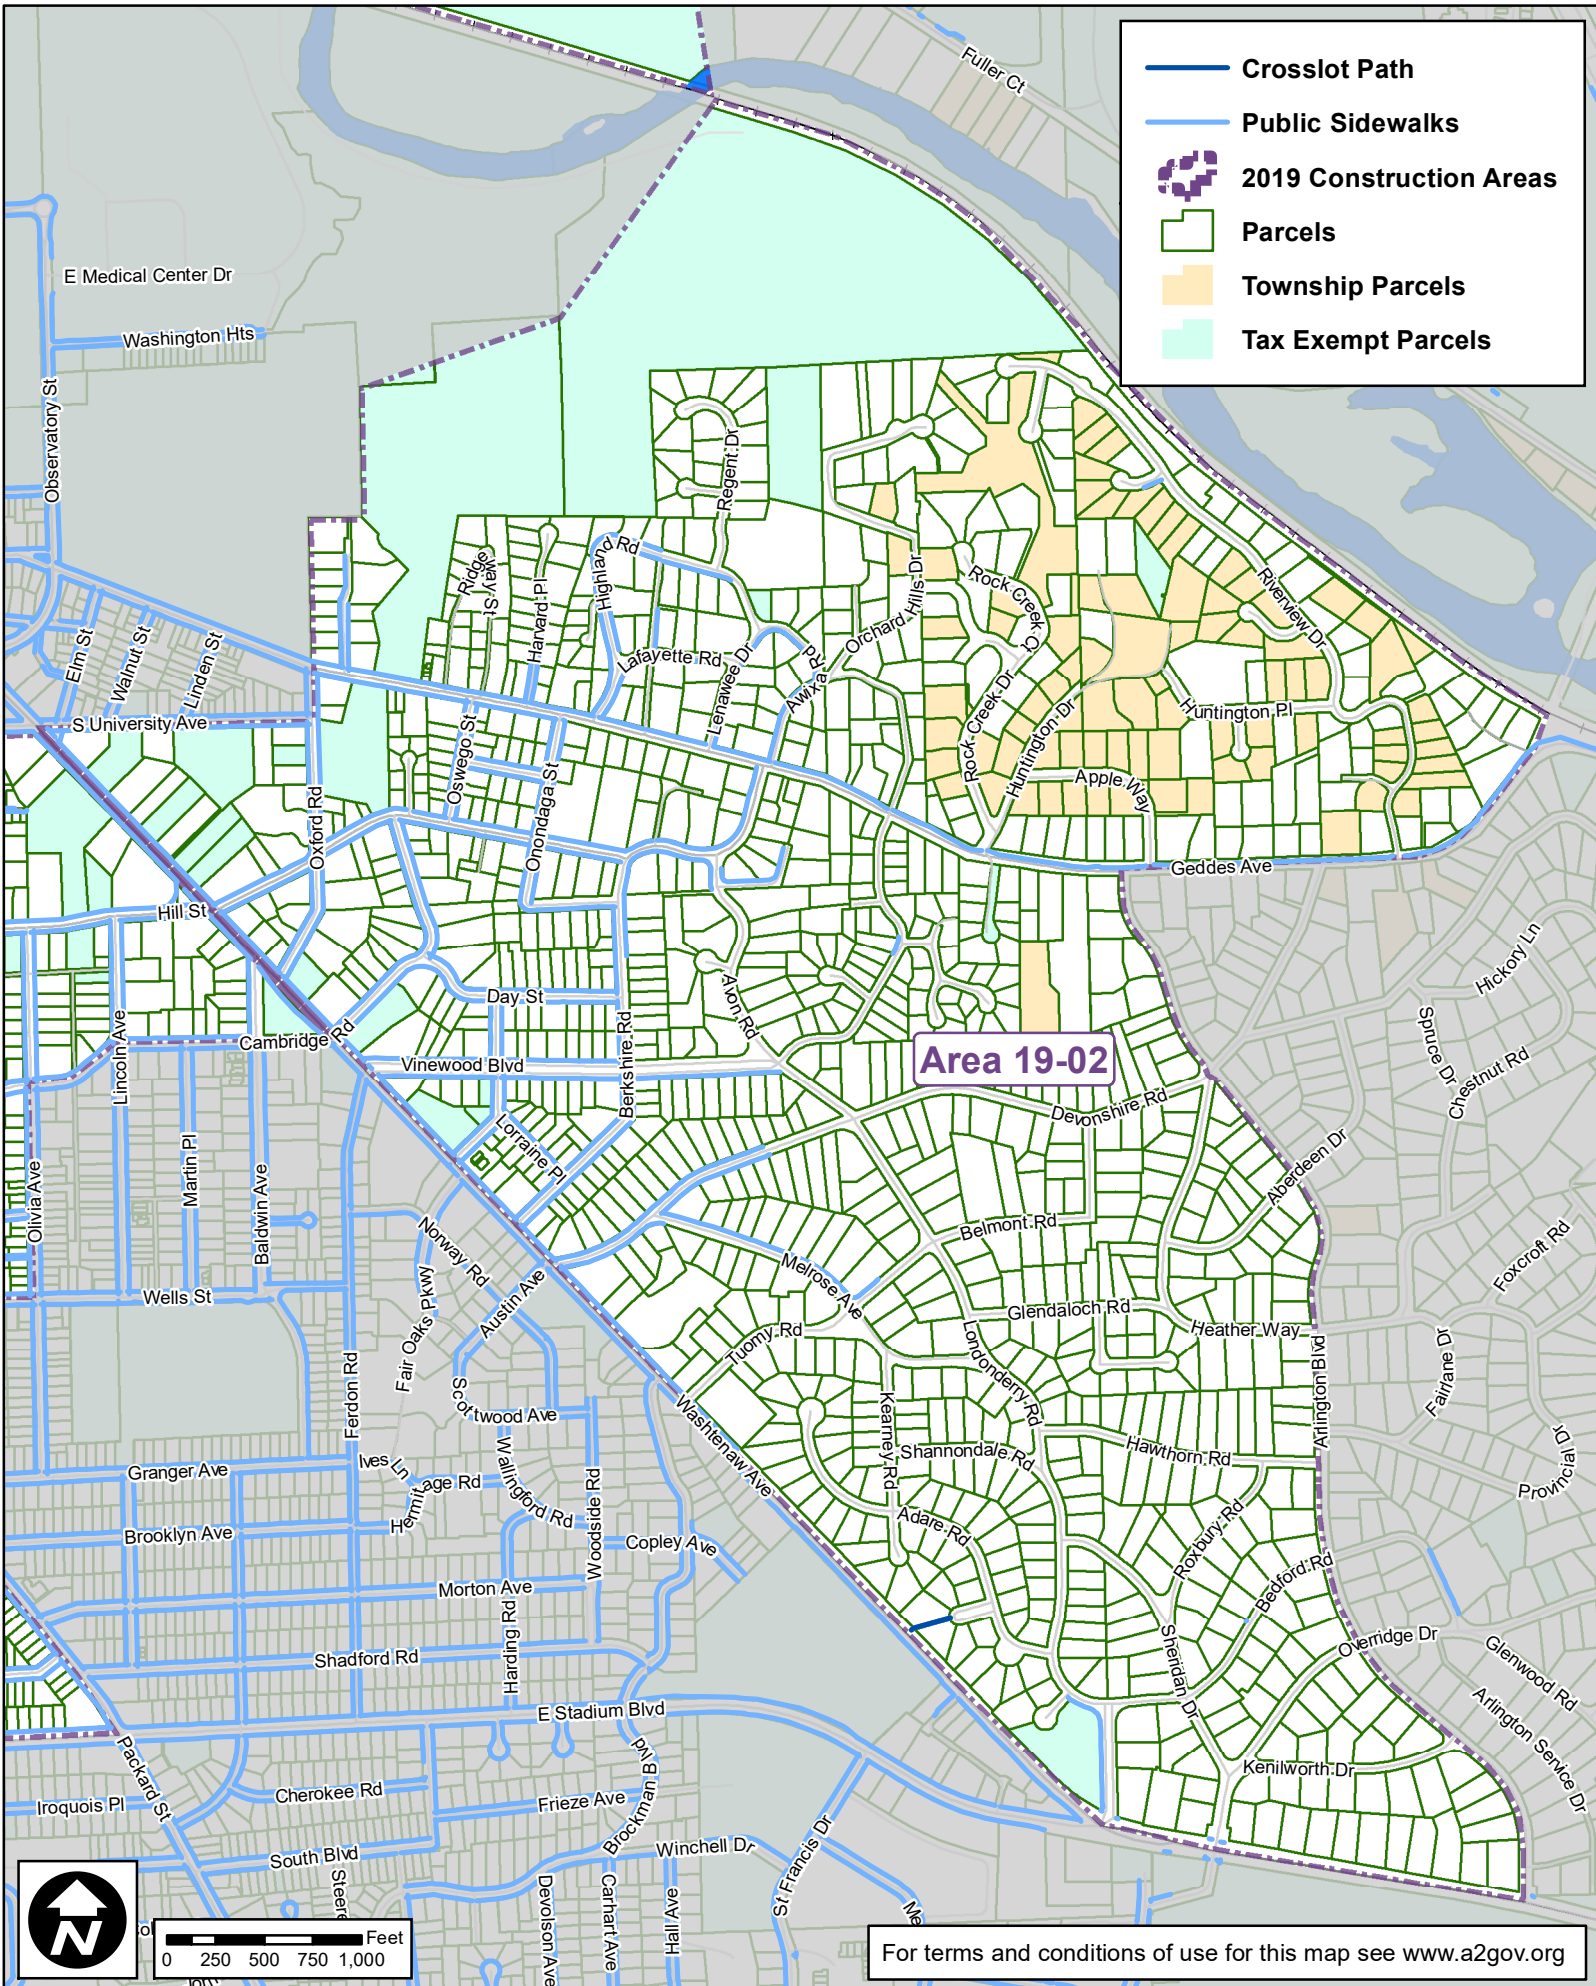 Crosslot Path
Public Sidewalks
2019 Construction Areas
Parcels
Township Parcels
Tax Exempt Parcels
Fuller Ct
E Medical Center Dr
Washington Hts
Observatory St
Regent Dr
Highland Rd
Ridgeway St
Harvard Pl
Rock Creek Ct
Orchard Hills Dr
Riverview Dr
Elm St
Walnut St
Linden St
Lafayette Rd
Lenawee Dr
Awixa Rd
Rock Creek Dr
Huntington Dr
Huntington Pl
S University Ave
Oswego St
Onondaga St
Oxford Rd
Apple Way
Geddes Ave
Hill St
Hickory Ln
Day St
Avon Rd
Lincoln Ave
Cambridge Rd
Vinewood Blvd
Berkshire Rd
Area 19-02
Spruce Dr
Chestnut Rd
Devonshire Rd
Lorraine Pl
Martin Pl
Olivia Ave
Baldwin Ave
Aberdeen Dr
Belmont Rd
Norway Rd
Melrose Ave
Foxcroft Rd
Wells St
Austin Ave
Fair Oaks Pkwy
Tuomy Rd
Glendaloch Rd
Heather Way
Londonderry Rd
Arlington Blvd
Fairlane Dr
Ferdon Rd
Scottwood Ave
Washtenaw Ave
Kearney Rd
Shannondale Rd
Hawthorn Rd
Provincial Dr
Granger Ave
Ives Ln
Hermitage Rd
Wallingford Rd
Woodside Rd
Brooklyn Ave
Copley Ave
Adare Rd
Roxbury Rd
Bedford Rd
Morton Ave
Harding Rd
Shadford Rd
Sheridan Dr
Overridge Dr
Glenwood Rd
E Stadium Blvd
Arlington Service Dr
Packard St
Kenilworth Dr
Cherokee Rd
Iroquois Pl
Frieze Ave
Brockman Blvd
South Blvd
Winchell Dr
St Francis Dr
Steere
Devolson Ave
Carhart Ave
Hall Ave
Me
N
Feet
0 250 500 750 1,000
For terms and conditions of use for this map see www.a2gov.org